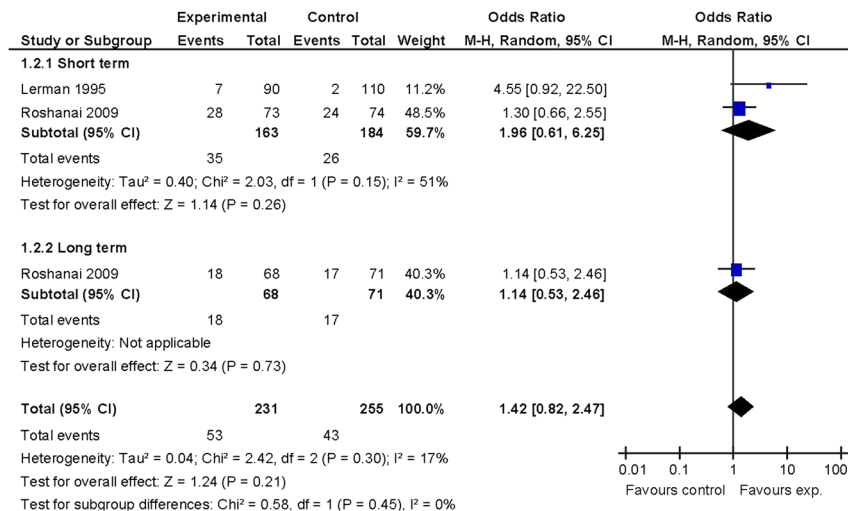 Experimental Control Odds Ratio Odds Ratio
Study or Subgroup Events Total Events Total Weight M-H, Random, 95% CI M-H, Random, 95% CI
1.2.1 Short term
Lerman 1995 7 90 2 110 11.2% 4.55 [0.92, 22.50]
Roshanai 2009 28 73 24 74 48.5% 1.30 [0.66, 2.55]
Subtotal (95% CI) 163 184 59.7% 1.96 [0.61, 6.25]
Total events 35 26
Heterogeneity: Tau² = 0.40; Chi² = 2.03, df = 1 (P = 0.15); I² = 51%
Test for overall effect: Z = 1.14 (P = 0.26)
1.2.2 Long term
Roshanai 2009 18 68 17 71 40.3% 1.14 [0.53, 2.46]
Subtotal (95% CI) 68 71 40.3% 1.14 [0.53, 2.46]
Total events 18 17
Heterogeneity: Not applicable
Test for overall effect: Z = 0.34 (P = 0.73)
Total (95% CI) 231 255 100.0% 1.42 [0.82, 2.47]
Total events 53 43
Heterogeneity: Tau² = 0.04; Chi² = 2.42, df = 2 (P = 0.30); I² = 17%
Test for overall effect: Z = 1.24 (P = 0.21)
Test for subgroup differences: Chi² = 0.58, df = 1 (P = 0.45), I² = 0%
0.01 0.1 1 10 100
Favours control Favours exp.